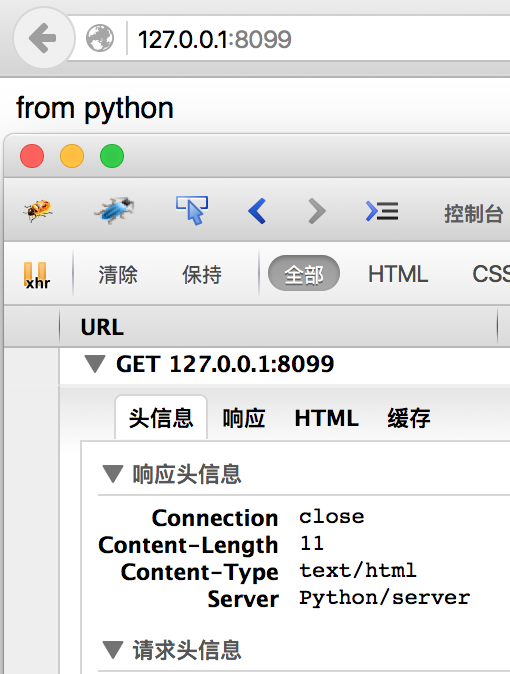 127.0.0.1:8099
from python
控制台
xhr 清除 保持 全部 HTML CSS
URL
GET 127.0.0.1:8099
头信息 响应 HTML 缓存
响应头信息
Connection close
Content-Length 11
Content-Type text/html
Server Python/server
请求头信息